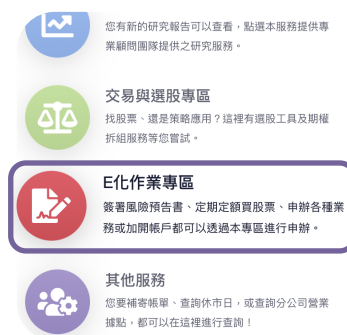 您有新的研究報告可以查看，點選本服務提供專
業顧問團隊提供之研究服務。
交易與選股專區
找股票、還是策略應用？這裡有選股工具及期權
拆組服務等您嘗試。
E化作業專區
簽署風險預告書、定期定額買股票、申辦各種業
務或加開帳戶都可以透過本專區進行申辦。
其他服務
您要補寄帳單、查詢休市日，或查詢分公司營業
據點，都可以在這裡進行查詢！